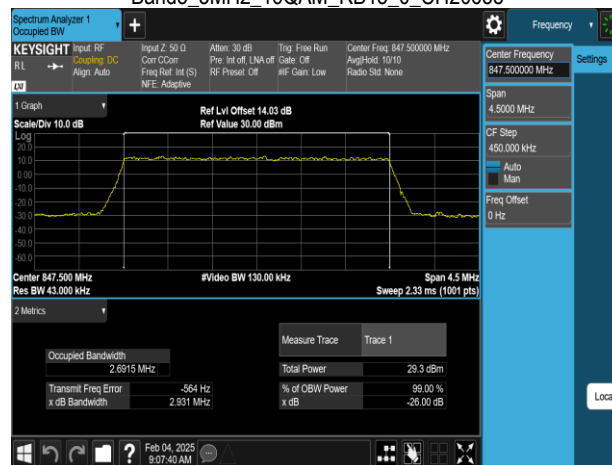 Spectrum Analyzer 1
Occupied BW
Frequency
KEYSIGHT
RL
Input: RF
Coupling: DC
Align: Auto
Input Z: 50 Ω
Corr CCorr
Freq Ref: Int (S)
NFE: Adaptive
Atten: 30 dB
Pre: Int off, LNA off
RF Presel: Off
Trig: Free Run
Gate: Off
#IF Gain: Low
Center Freq: 847.500000 MHz
Avg|Hold: 10/10
Radio Std: None
LXI
Center Frequency
847.500000 MHz
Settings
Span
4.5000 MHz
CF Step
450.000 kHz
Auto
Man
Freq Offset
0 Hz
1 Graph
Scale/Div 10.0 dB
Ref Lvl Offset 14.03 dB
Ref Value 30.00 dBm
Log
20.0
10.0
0.00
-10.0
-20.0
-30.0
-40.0
-50.0
-60.0
Center 847.500 MHz
#Video BW 130.00 kHz
Span 4.5 MHz
Res BW 43.000 kHz
Sweep 2.33 ms (1001 pts)
2 Metrics
Measure Trace
Trace 1
Occupied Bandwidth
2.6915 MHz
Total Power
29.3 dBm
Transmit Freq Error
-564 Hz
% of OBW Power
99.00 %
x dB Bandwidth
2.931 MHz
x dB
-26.00 dB
Loca
Feb 04, 2025
9:07:40 AM